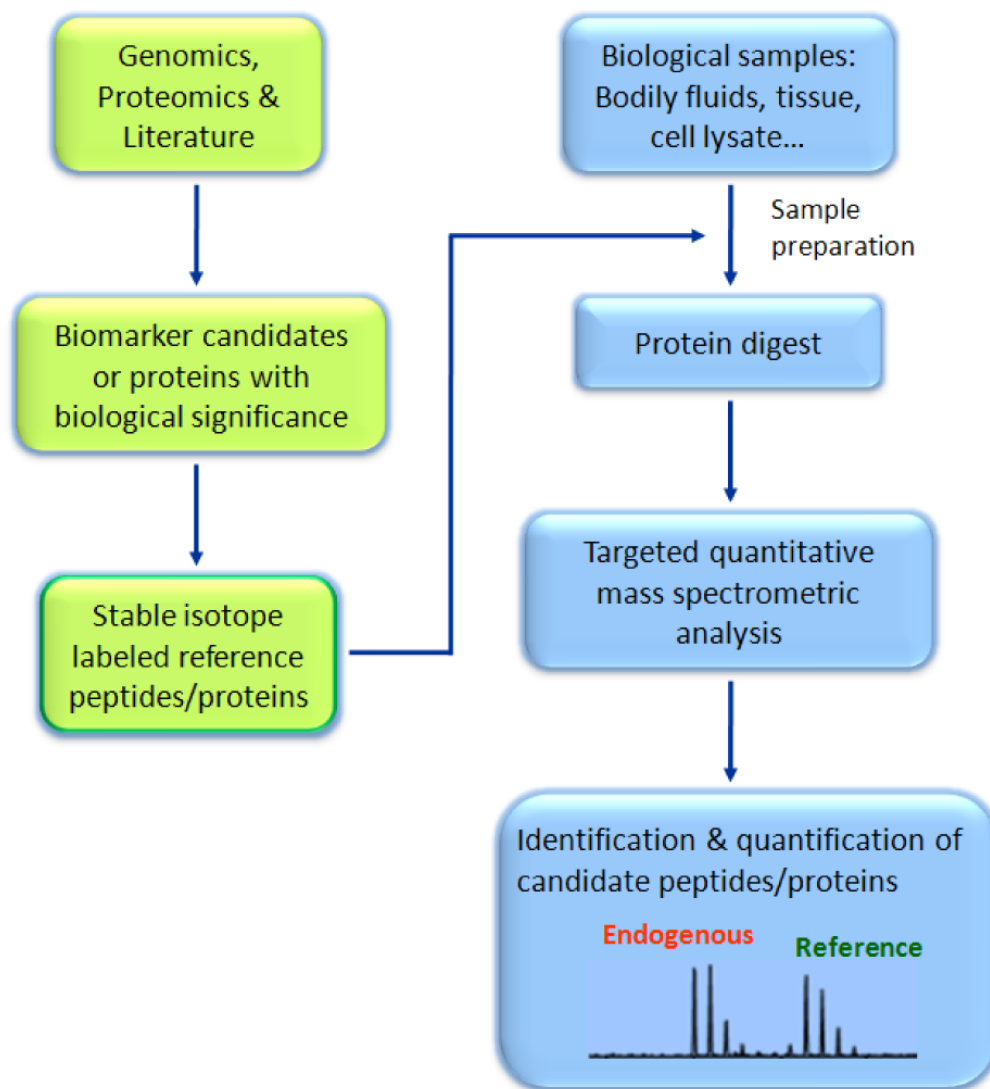 Genomics,
Proteomics &
Literature
Biomarker candidates
or proteins with
biological significance
Stable isotope
labeled reference
peptides/proteins
Biological samples:
Bodily fluids, tissue,
cell lysate...
Sample
preparation
Protein digest
Targeted quantitative
mass spectrometric
analysis
Identification & quantification of
candidate peptides/proteins
Endogenous
Reference